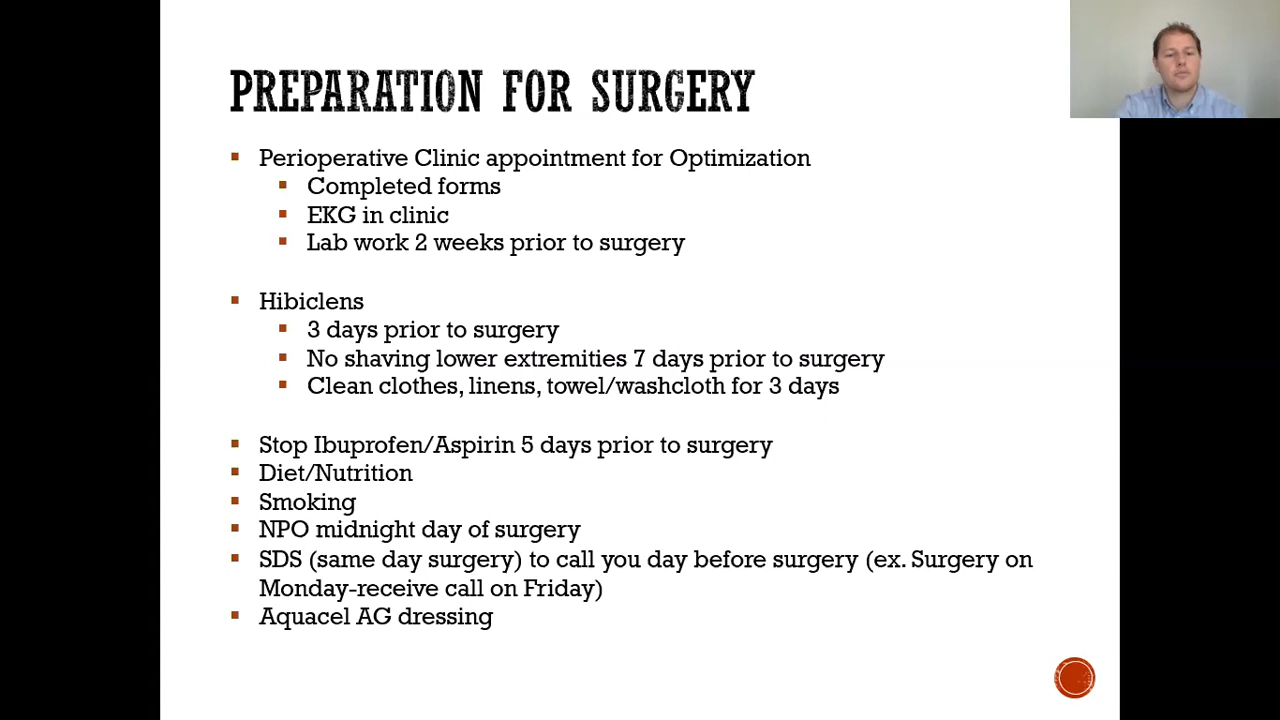 PREPARATION FOR SURGERY
Perioperative Clinic appointment for Optimization
Completed forms
EKG in clinic
Lab work 2 weeks prior to surgery
Hibiclens
3 days prior to surgery
No shaving lower extremities 7 days prior to surgery
Clean clothes, linens, towel/washcloth for 3 days
Stop Ibuprofen/Aspirin 5 days prior to surgery
Diet/Nutrition
Smoking
NPO midnight day of surgery
SDS (same day surgery) to call you day before surgery (ex. Surgery on
Monday-receive call on Friday)
Aquacel AG dressing